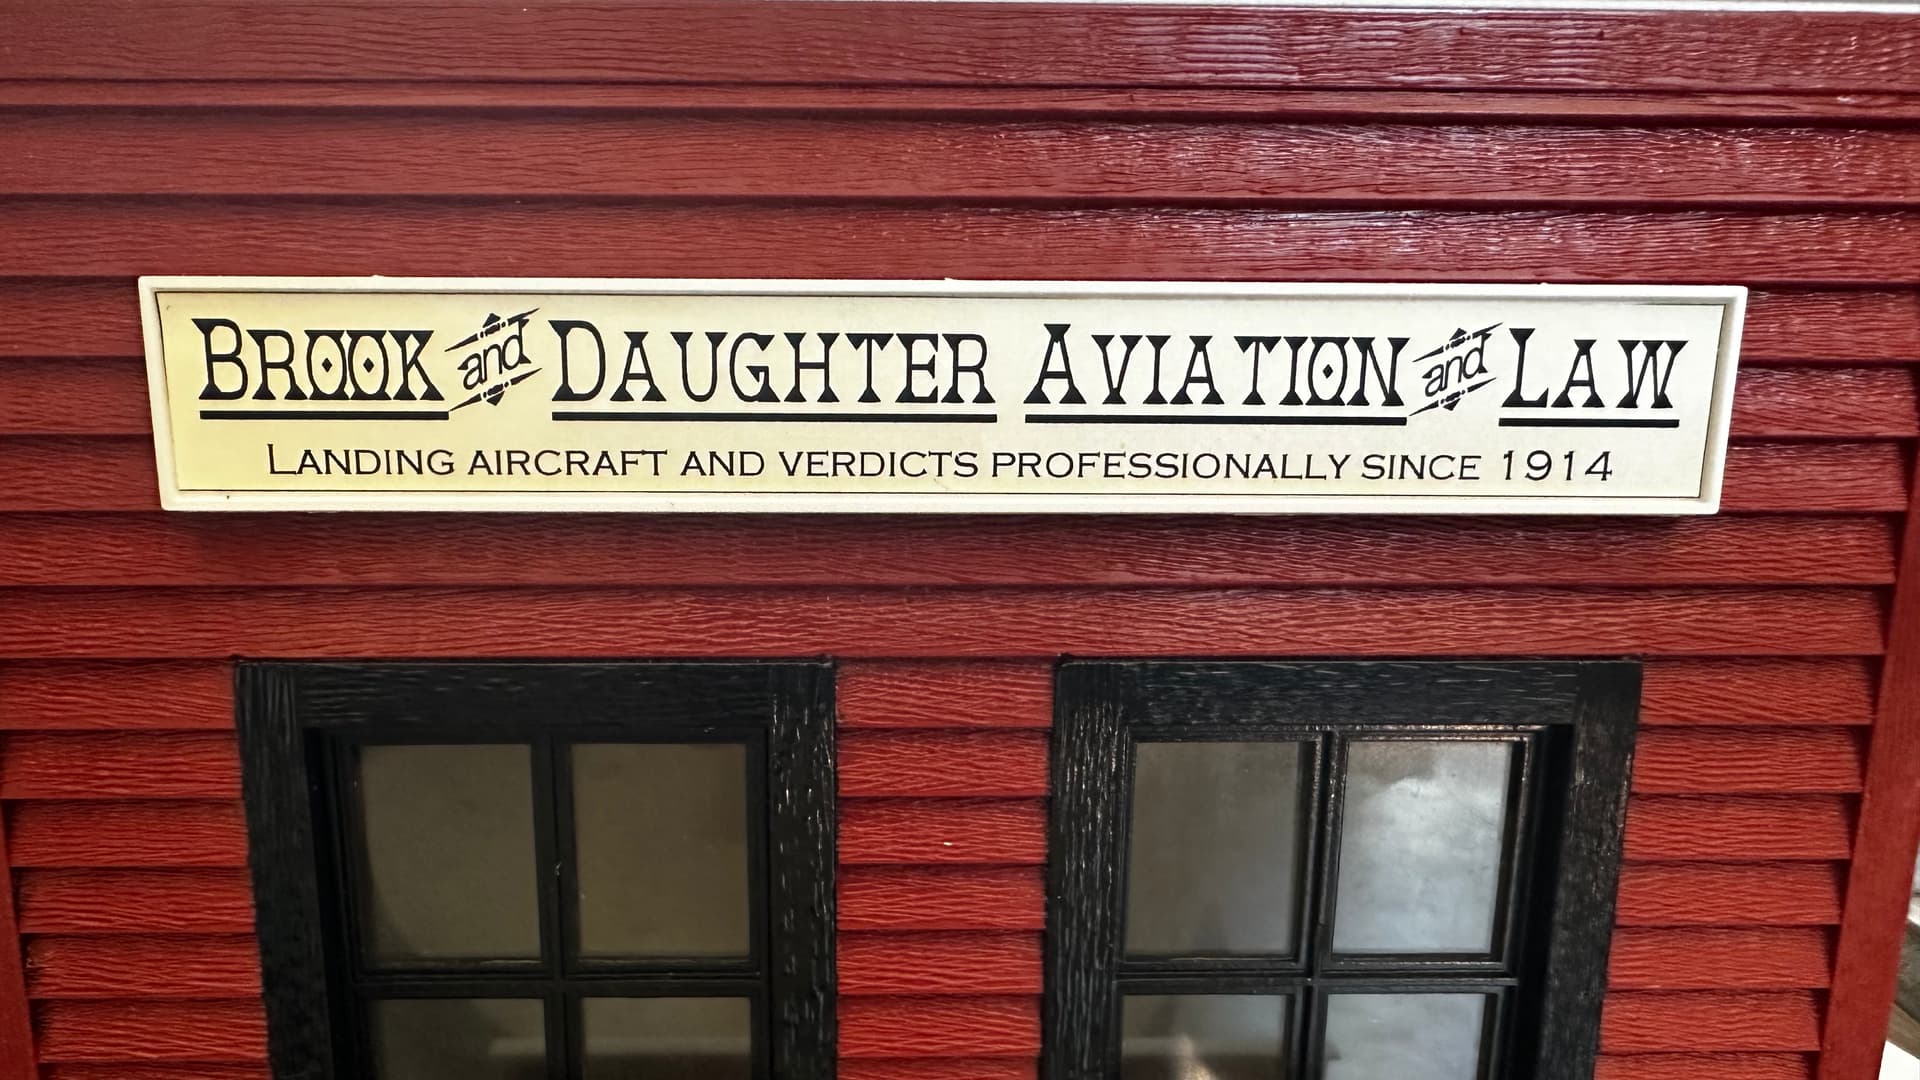 BROOK and DAUGHTER AVIATION and LAW
LANDING AIRCRAFT AND VERDICTS PROFESSIONALLY SINCE 1914